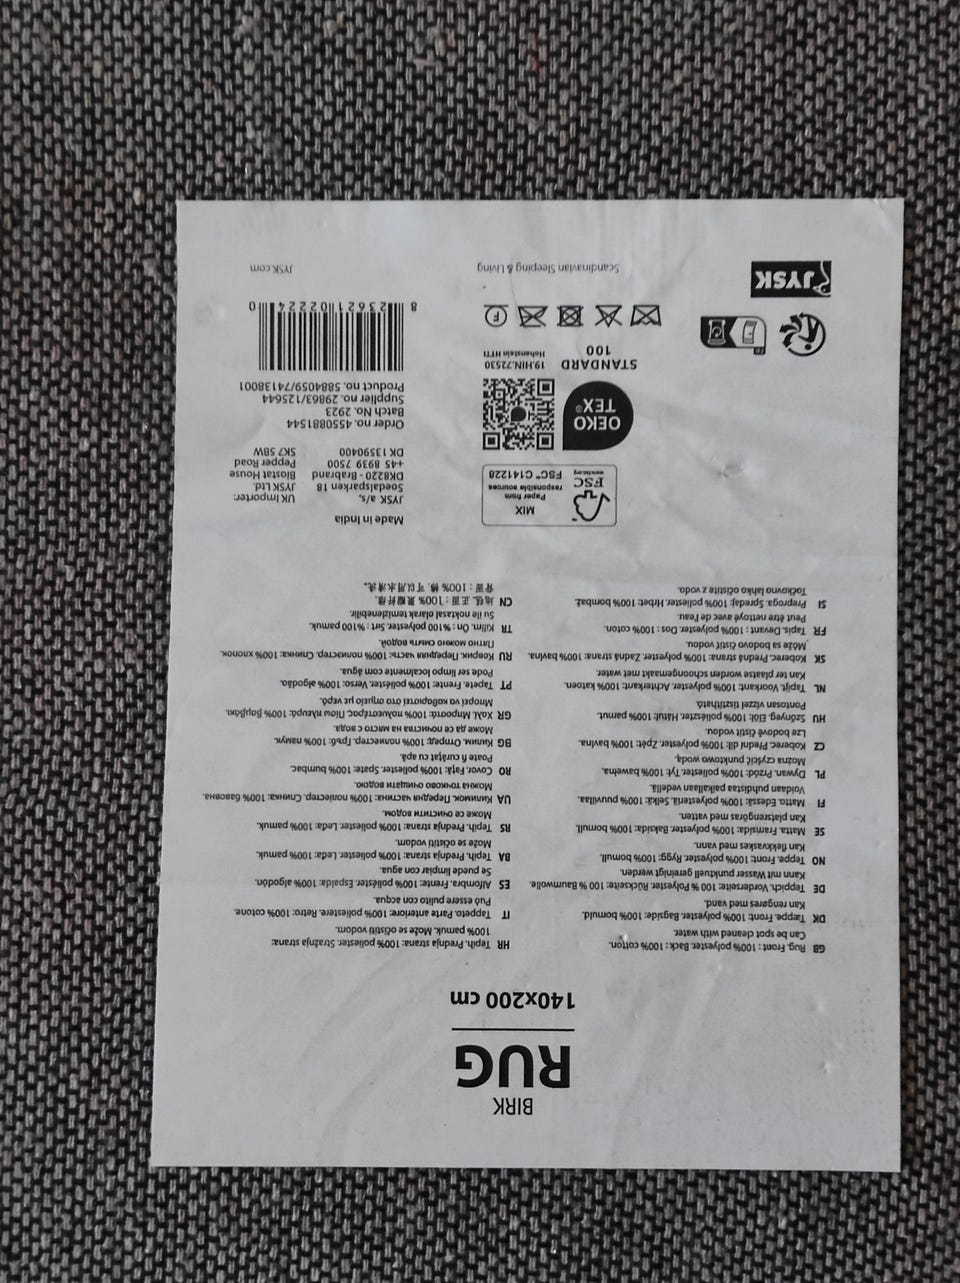 BIRK
RUG
140x200 cm
GB Rug. Front : 100% polyester. Back : 100% cotton.
Can be spot cleaned with water.
DK Tæppe. Front: 100% polyester. Bagside: 100% bomuld.
Kan rengøres med vand.
DE Teppich. Vorderseite: 100 % Polyester. Rückseite: 100 % Baumwolle.
Kann mit Wasser punktuell gereinigt werden.
NO Teppe. Front: 100% polyester. Rygg: 100% bomull.
Kan flekkvaskes med vann.
SE Matta. Framsida: 100% polyester. Baksida: 100% bomull.
Kan platsrengöras med vatten.
FI Matto. Edessä: 100% polyesteriä. Selkä: 100% puuvillaa.
Voidaan puhdistaa paikallaan vedellä.
PL Dywan. Przód: 100% poliester. Tył: 100% bawełna.
Można czyścić punktowo wodą.
CZ Koberec. Přední díl: 100% polyester. Zpět: 100% bavlna.
Lze bodově čistit vodou.
HU Szőnyeg. Elöl: 100% poliészter. Hátul: 100% pamut.
Pontosan vízzel tisztítható.
NL Tapijt. Voorkant: 100% polyester. Achterkant: 100% katoen.
Kan ter plaatse worden schoongemaakt met water.
SK Koberec. Predná strana: 100% polyester. Zadná strana: 100% bavlna.
Môže sa bodovo čistiť vodou.
FR Tapis. Devant : 100% polyester. Dos : 100% coton.
Peut être nettoyé avec de l'eau.
SI Preproga. Spredaj: 100% poliester. Hrbet: 100% bombaž.
Točkovno lahko očistite z vodo.
HR Tepih. Prednja strana: 100% poliester. Stražnja strana:
100% pamuk. Može se očistiti vodom.
IT Tappeto. Parte anteriore: 100% poliestere. Retro: 100% cotone.
Può essere pulito con acqua.
ES Alfombra. Frente: 100% poliéster. Espalda: 100% algodón.
Se puede limpiar con agua.
BA Tepih. Prednja strana: 100% poliester. Leđa: 100% pamuk.
Može se očistiti vodom.
RS Tepih. Prednja strana: 100% poliester. Leđa: 100% pamuk.
Може се очистити водом.
UA Килимок. Передня частина: 100% поліестер. Спинка: 100% бавовна.
Можна точково очищати водою.
RO Covor. Față: 100% poliester. Spate: 100% bumbac.
Poate fi curățat cu apă.
BG Килим. Отпред: 100% полиестер. Гръб: 100% памук.
Може да се почиства на място с вода.
GR Χαλί. Μπροστά: 100% πολυεστέρας. Πίσω πλευρά: 100% βαμβάκι.
Μπορεί να καθαριστεί στο σημείο με νερό.
PT Tapete. Frente: 100% poliéster. Verso: 100% algodão.
Pode ser limpo localmente com água.
RU Коврик. Передняя часть: 100% полиэстер. Спинка: 100% хлопок.
Пятно можно смыть водой.
TR Kilim. Ön : %100 polyester. Sırt : %100 pamuk.
Su ile noktasal olarak temizlenebilir.
CN 地毯. 正面：100% 聚酯纤维.
背面：100% 棉. 可以用水清洗。
MIX
Paper from
responsible sources
FSC
www.fsc.org
FSC® C141228
OEKO
TEX®
STANDARD
100
19.HIN.72530
Hohenstein HTTI
Made in India
JYSK a/s,
Soedalsparken 18
DK8220 - Brabrand
+45 8939 7500
DK 13590400
UK Importer:
JYSK Ltd.
Biostat House
Pepper Road
SK7 5BW
Order no. 4550881544
Batch No. 2923
Supplier no. 29863/125644
Product no. 5884059/74138001
8 236210 222240
FR
F
JYSK
Scandinavian Sleeping & Living
JYSK.com